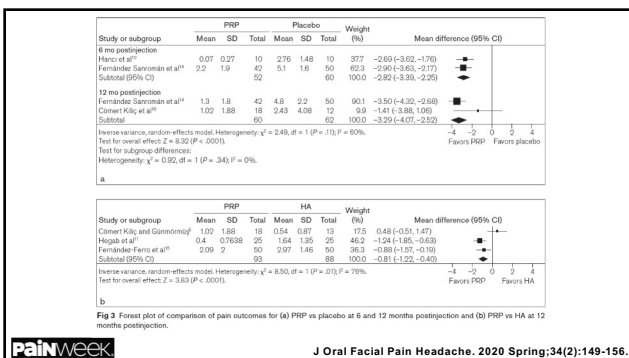 PRP Placebo Weight
Study or subgroup Mean SD Total Mean SD Total (%) Mean difference (95% CI)
6 mo postinjection
Hancı et al¹⁰ 0.07 0.27 10 2.76 1.48 10 37.7 −2.69 (−3.62, −1.76)
Fernández Sanromán et al¹⁴ 2.2 1.9 42 5.1 1.6 50 62.3 −2.90 (−3.63, −2.17)
Subtotal (95% CI) 52 60 100.0 −2.82 (−3.39, −2.25)
12 mo postinjection
Fernández Sanromán et al¹⁴ 1.3 1.8 42 4.8 2.2 50 90.1 −3.50 (−4.32, −2.68)
Cömert Kiliç et al 1.02 1.88 18 2.43 4.08 12 9.9 −1.41 (−3.88, 1.06)
Subtotal 60 62 100.0 −3.29 (−4.07, −2.52)
Inverse variance, random-effects model. Heterogeneity: χ² = 2.49, df = 1 (P = .11); I² = 60%.
Test for overall effect: Z = 8.32 (P < .0001).
Test for subgroup differences:
Heterogeneity: χ² = 0.92, df = 1 (P = .34); I² = 0%.
−4 −2 0 2 4
Favors PRP Favors placebo
a
PRP HA Weight
Study or subgroup Mean SD Total Mean SD Total (%) Mean difference (95% CI)
Cömert Kiliç and Güngörmüş 1.02 1.88 18 0.54 0.87 13 17.5 0.48 (−0.51, 1.47)
Hegab et al¹¹ 0.4 0.7638 25 1.64 1.35 25 46.2 −1.24 (−1.85, −0.63)
Fernández-Ferro et al 2.09 2 50 2.97 1.46 50 36.3 −0.88 (−1.57, −0.19)
Subtotal (95% CI) 93 88 100.0 −0.81 (−1.22, −0.40)
Inverse variance, random-effects model. Heterogeneity: χ² = 8.50, df = 1 (P = .01); I² = 76%.
Test for overall effect: Z = 3.83 (P < .0001).
−4 −2 0 2 4
Favors PRP Favors HA
b
Fig 3 Forest plot of comparison of pain outcomes for (a) PRP vs placebo at 6 and 12 months postinjection and (b) PRP vs HA at 12
months postinjection.
PAINWEEK.
J Oral Facial Pain Headache. 2020 Spring;34(2):149-156.